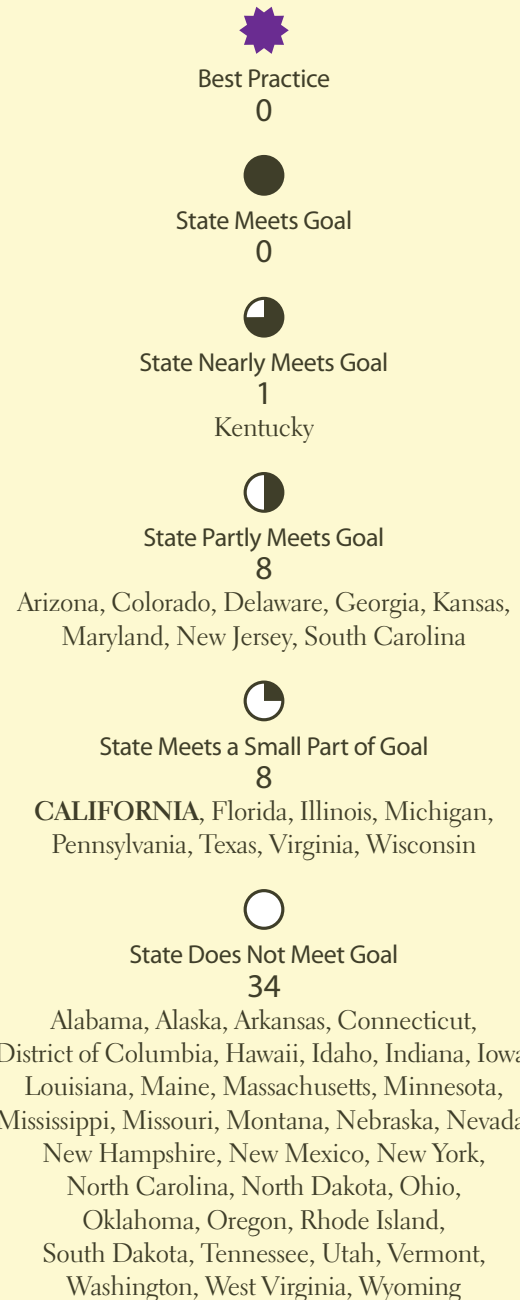 Best Practice
0
State Meets Goal
0
State Nearly Meets Goal
1
Kentucky
State Partly Meets Goal
8
Arizona, Colorado, Delaware, Georgia, Kansas,
Maryland, New Jersey, South Carolina
State Meets a Small Part of Goal
8
CALIFORNIA, Florida, Illinois, Michigan,
Pennsylvania, Texas, Virginia, Wisconsin
State Does Not Meet Goal
34
Alabama, Alaska, Arkansas, Connecticut,
District of Columbia, Hawaii, Idaho, Indiana, Iowa
Louisiana, Maine, Massachusetts, Minnesota,
Mississippi, Missouri, Montana, Nebraska, Nevada
New Hampshire, New Mexico, New York,
North Carolina, North Dakota, Ohio,
Oklahoma, Oregon, Rhode Island,
South Dakota, Tennessee, Utah, Vermont,
Washington, West Virginia, Wyoming